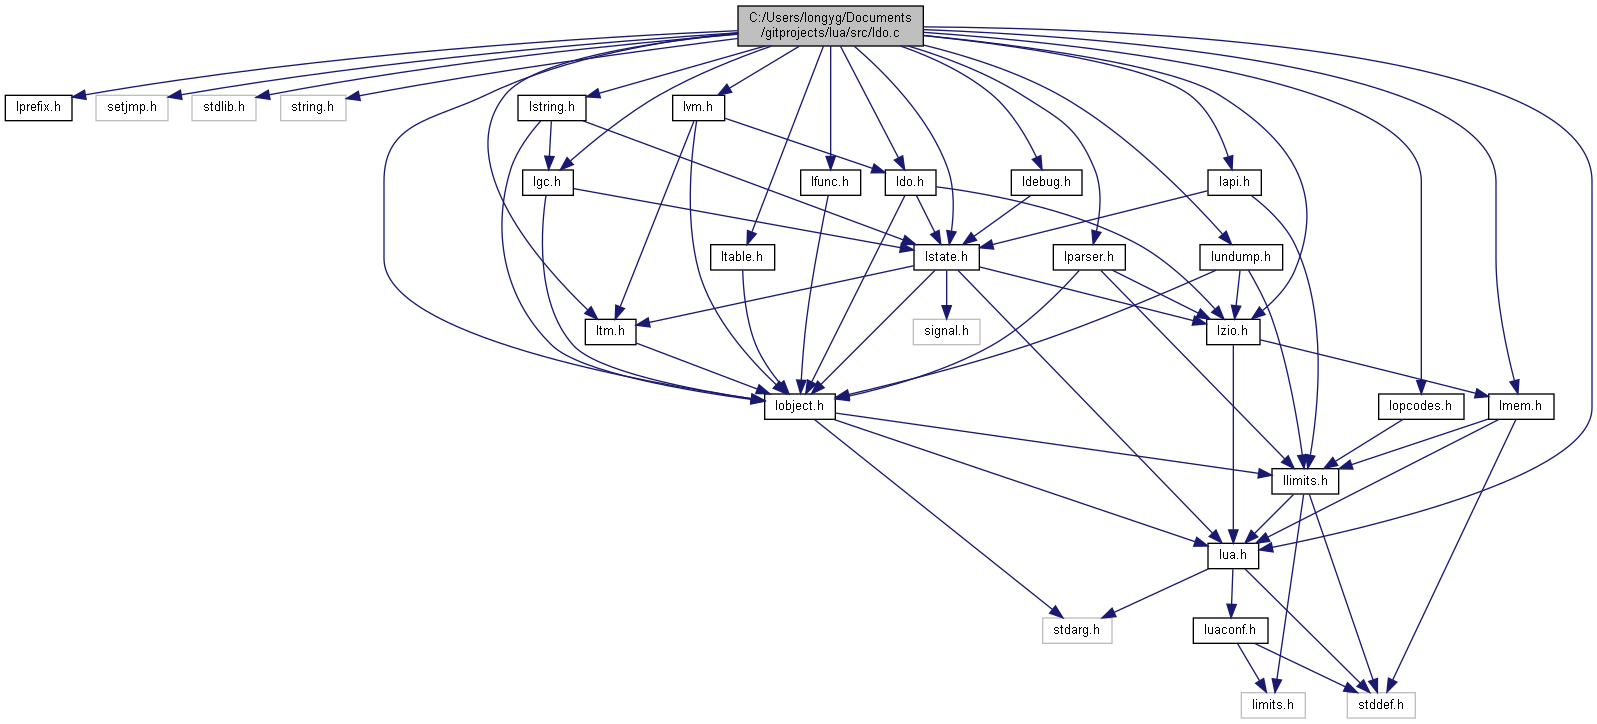 C:/Users/longyg/Documents
/gitprojects/lua/src/ldo.c
lprefix.h
setjmp.h
stdlib.h
string.h
lstring.h
lvm.h
lgc.h
lfunc.h
ldo.h
ldebug.h
lapi.h
ltable.h
lstate.h
lparser.h
lundump.h
ltm.h
signal.h
lzio.h
lobject.h
lopcodes.h
lmem.h
llimits.h
lua.h
stdarg.h
luaconf.h
limits.h
stddef.h